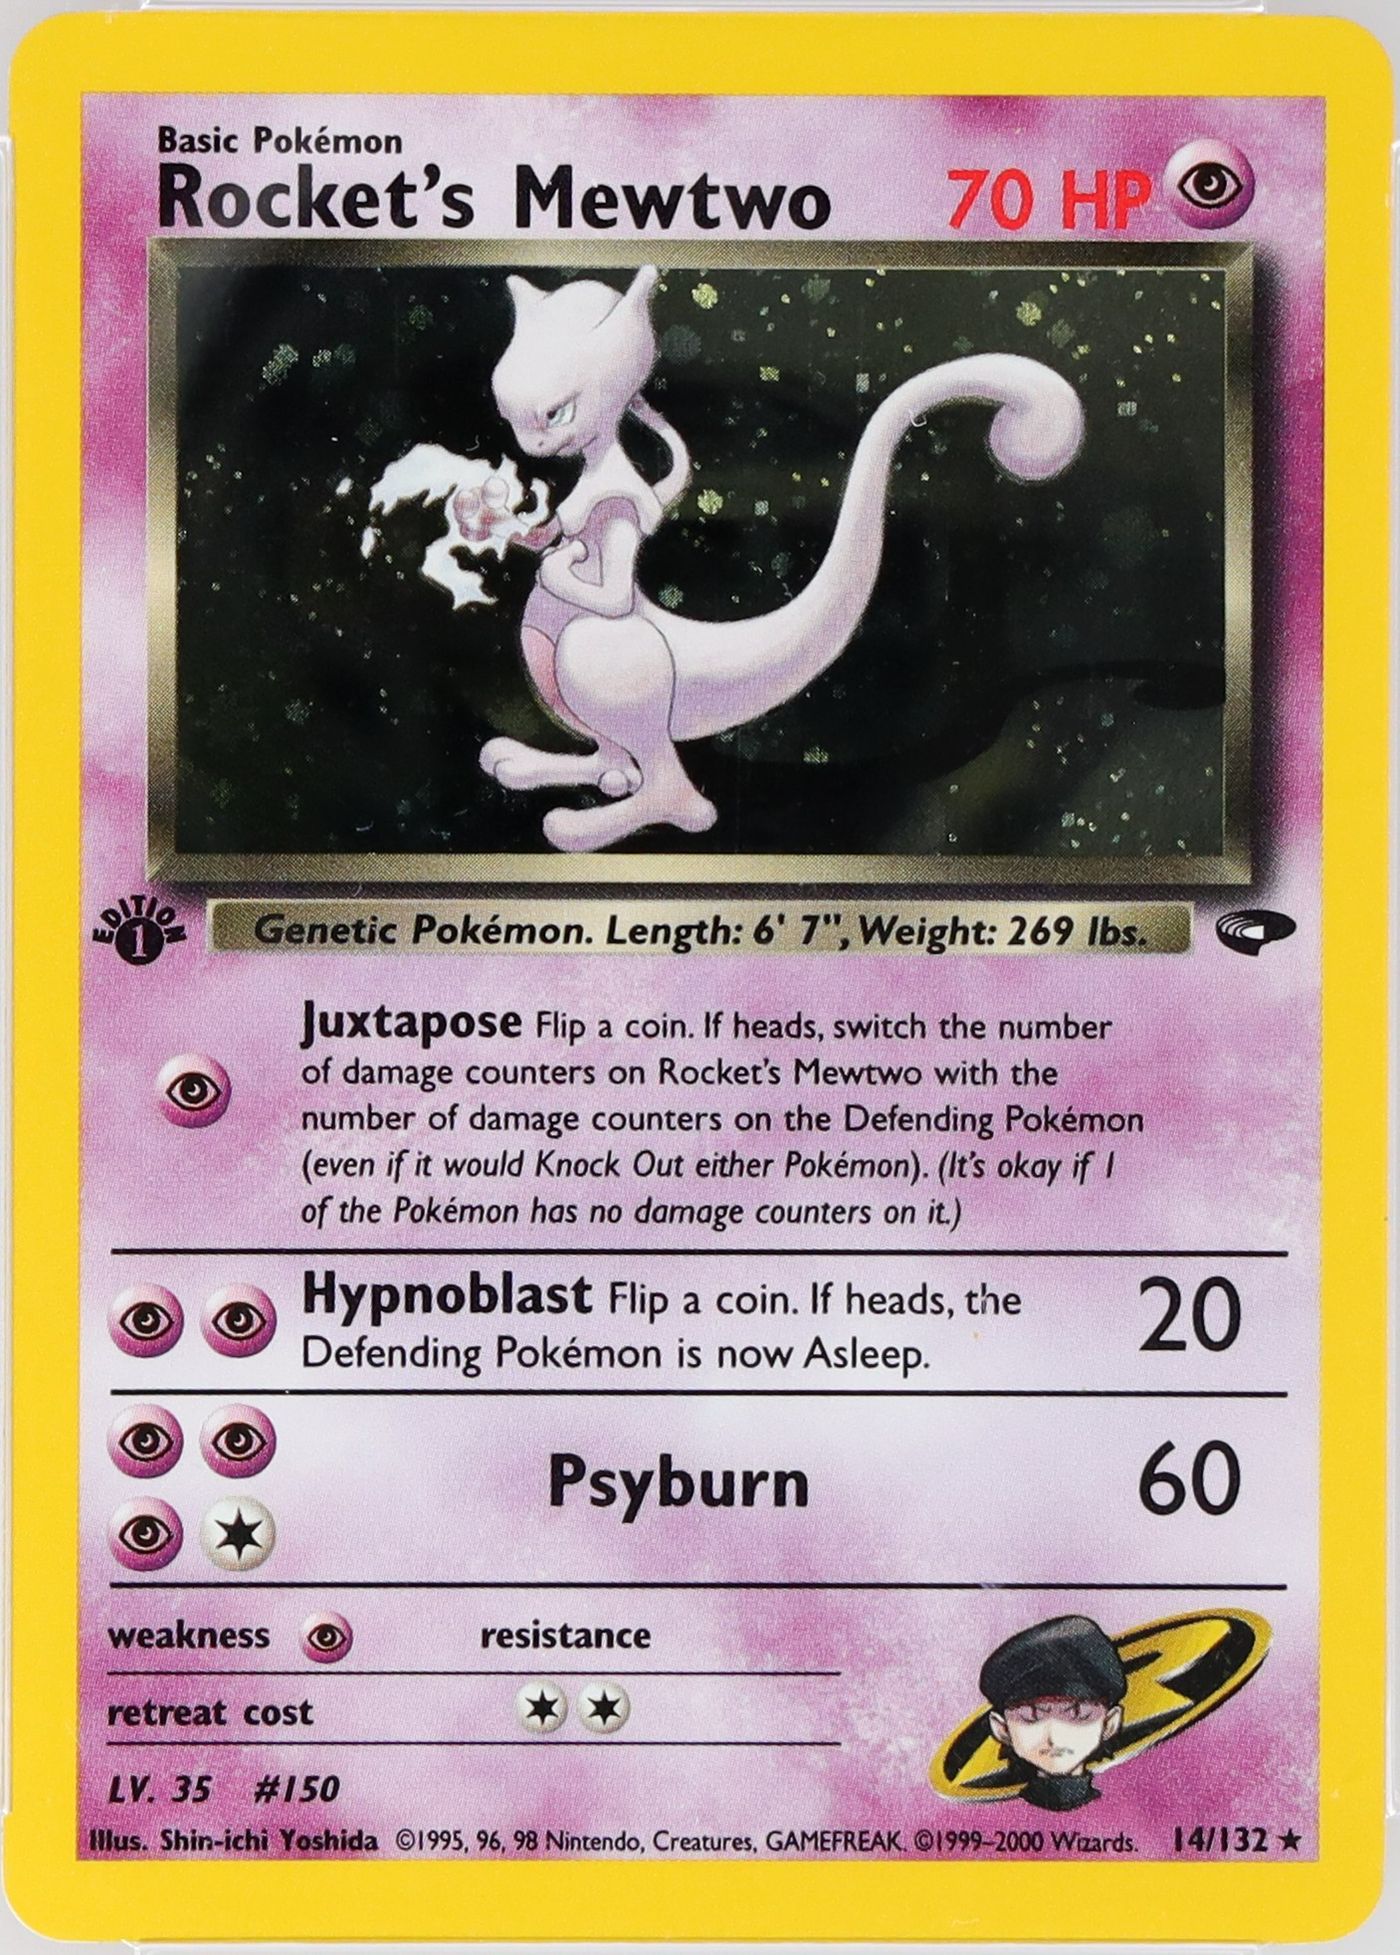 Basic Pokémon
Rocket's Mewtwo 70 HP
EDITION
1
Genetic Pokémon. Length: 6' 7", Weight: 269 lbs.
Juxtapose Flip a coin. If heads, switch the number
of damage counters on Rocket's Mewtwo with the
number of damage counters on the Defending Pokémon
(even if it would Knock Out either Pokémon). (It's okay if 1
of the Pokémon has no damage counters on it.)
Hypnoblast Flip a coin. If heads, the 20
Defending Pokémon is now Asleep.
Psyburn 60
weakness resistance
retreat cost
LV. 35 #150
Illus. Shin-ichi Yoshida ©1995, 96, 98 Nintendo, Creatures, GAMEFREAK. ©1999–2000 Wizards. 14/132 ★